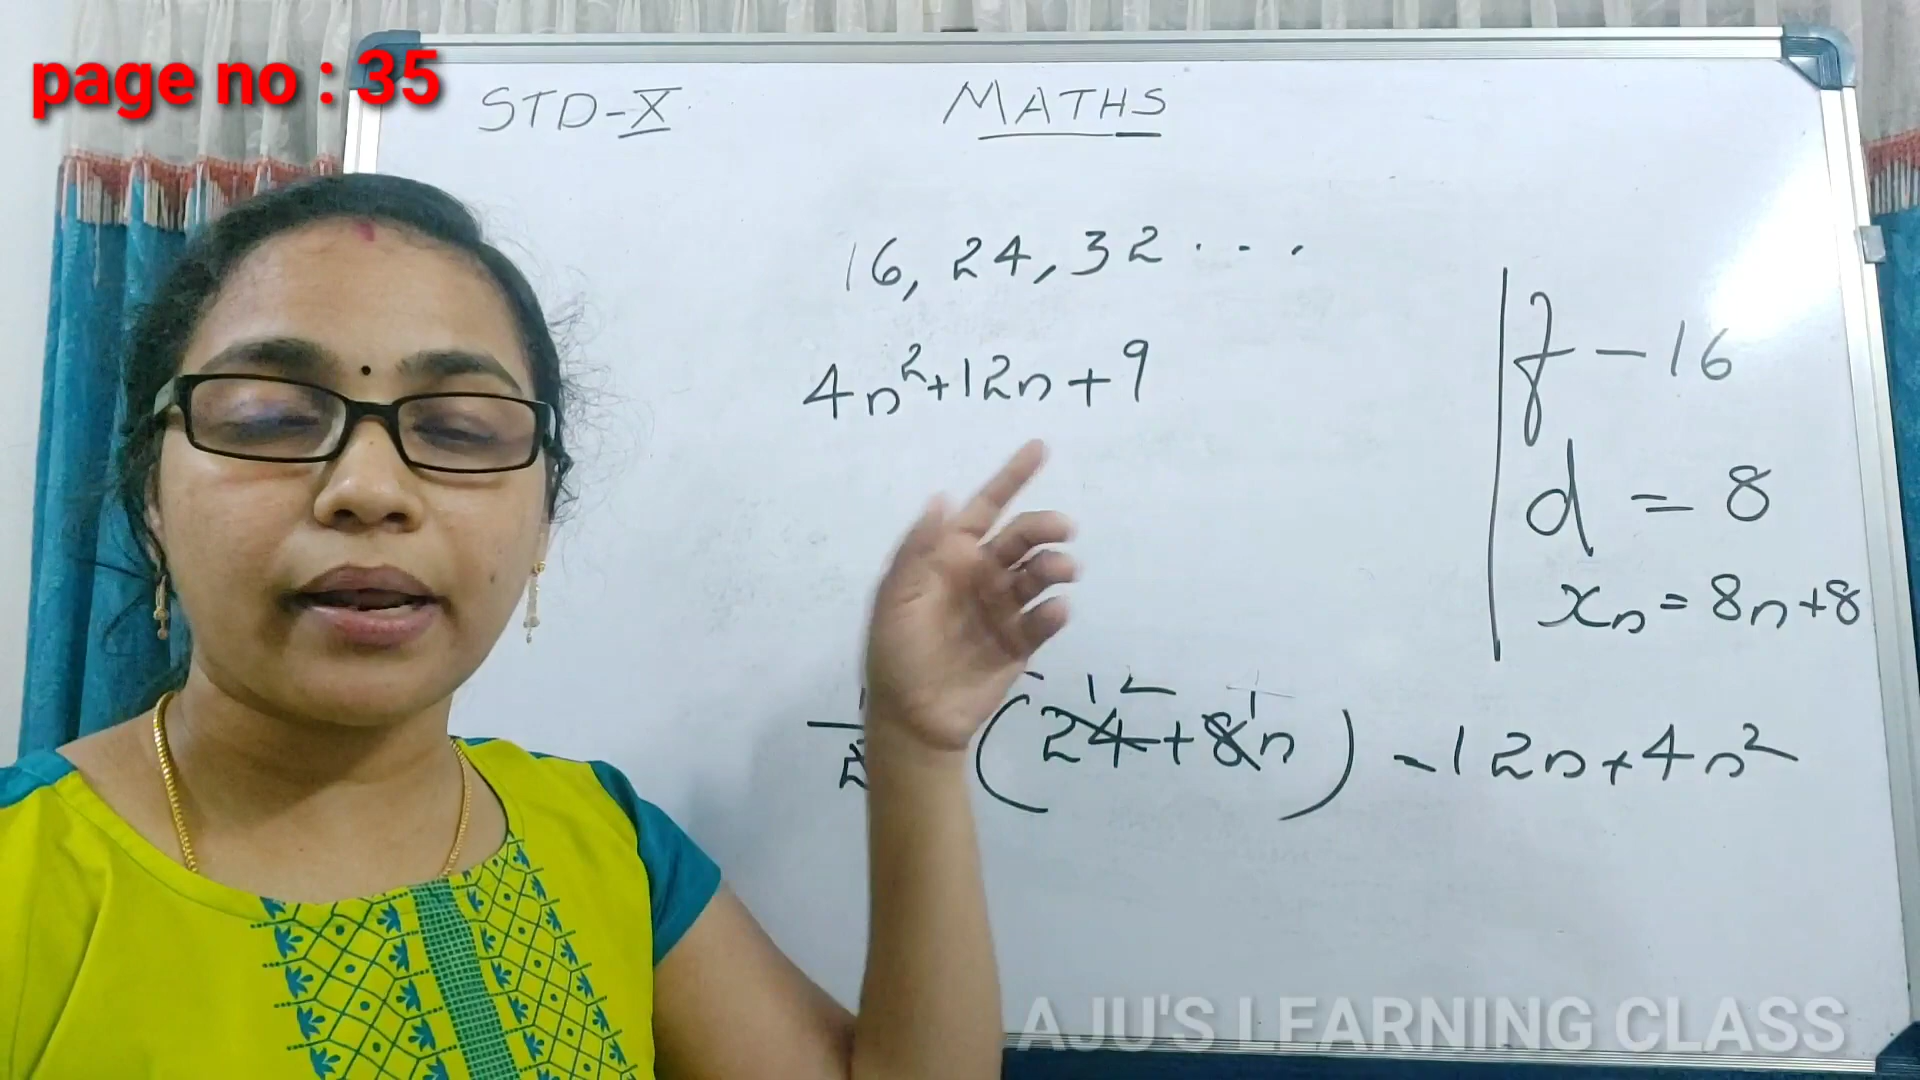 page no : 35
STD-X
MATHS
16, 24, 32 . . .
4n²+12n+9
f - 16
d = 8
xₙ = 8n+8
12
(24+8n) - 12n+4n²
AJU'S LEARNING CLASS